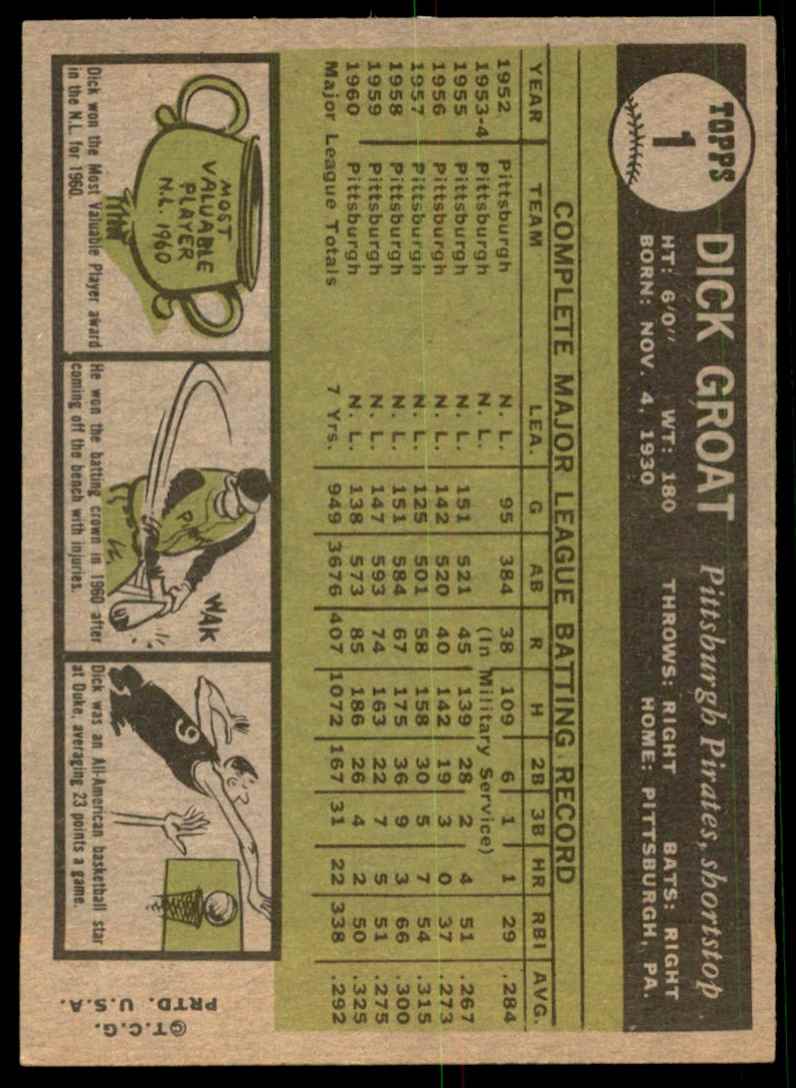 TOPPS
1
DICK GROAT
Pittsburgh Pirates, shortstop
HT: 6'0" WT: 180 THROWS: RIGHT BATS: RIGHT
BORN: NOV. 4, 1930 HOME: PITTSBURGH, PA.
COMPLETE MAJOR LEAGUE BATTING RECORD
YEAR TEAM LEA. G AB R H 2B 3B HR RBI AVG.
1952 Pittsburgh N. L. 95 384 38 109 6 1 1 29 .284
1953-4 Pittsburgh N. L. (In Military Service)
1955 Pittsburgh N. L. 151 521 45 139 28 2 4 51 .267
1956 Pittsburgh N. L. 142 520 40 142 19 3 0 37 .273
1957 Pittsburgh N. L. 125 501 58 158 30 5 7 54 .315
1958 Pittsburgh N. L. 151 584 67 175 36 9 3 66 .300
1959 Pittsburgh N. L. 147 593 74 163 22 7 5 51 .275
1960 Pittsburgh N. L. 138 573 85 186 26 4 2 50 .325
Major League Totals 7 Yrs. 949 3676 407 1072 167 31 22 338 .292
MOST
VALUABLE
PLAYER
N.L. 1960
Dick won the Most Valuable Player award
in the N.L. for 1960.
WAK
He won the batting crown in 1960 after
coming off the bench with injuries.
9
Dick was an All-American basketball star
at Duke, averaging 23 points a game.
©T.C.G.
PRTD. U.S.A.